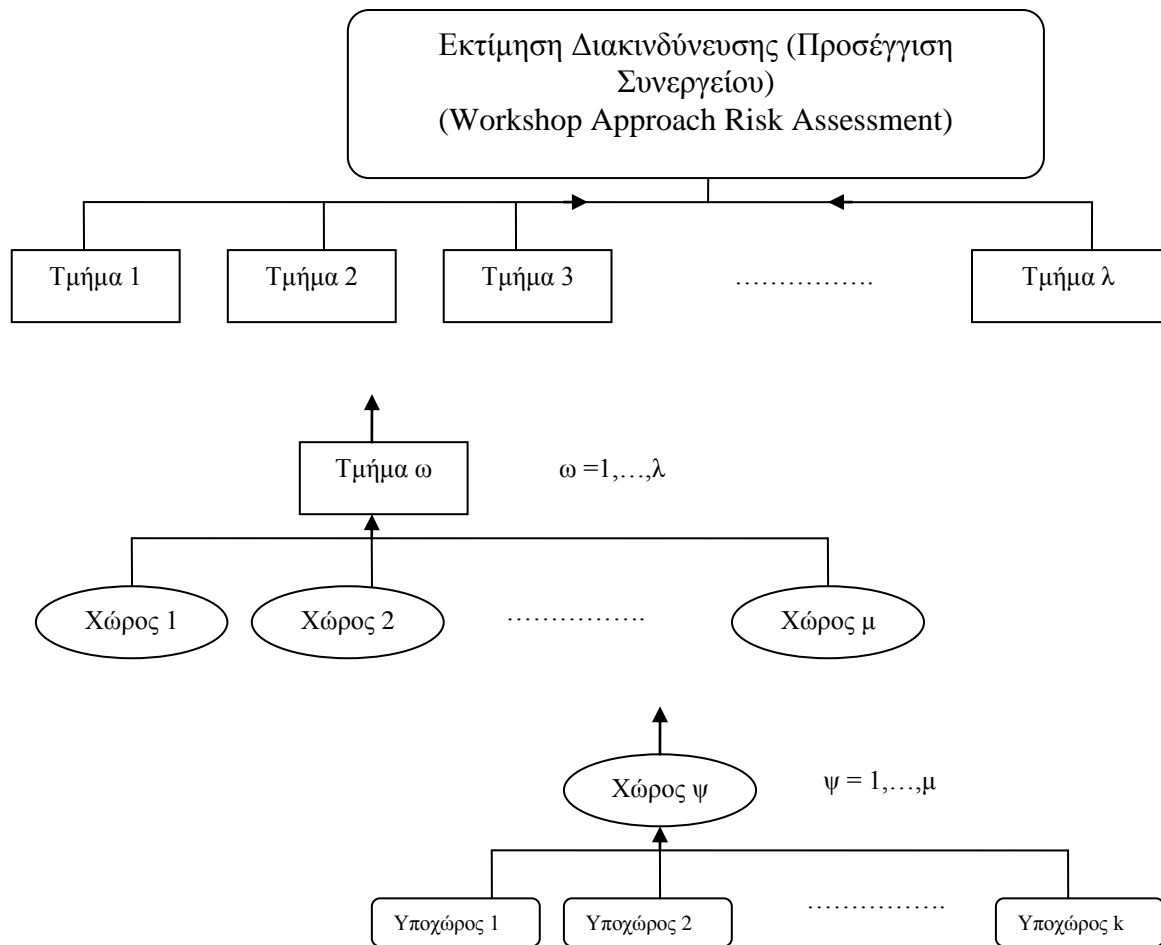 Εκτίμηση Διακινδύνευσης (Προσέγγιση
Συνεργείου)
(Workshop Approach Risk Assessment)
Τμήμα 1
Τμήμα 2
Τμήμα 3
…………….
Τμήμα λ
Τμήμα ω
ω =1,…,λ
Χώρος 1
Χώρος 2
…………….
Χώρος μ
Χώρος ψ
ψ = 1,…,μ
Υποχώρος 1
Υποχώρος 2
…………….
Υποχώρος k